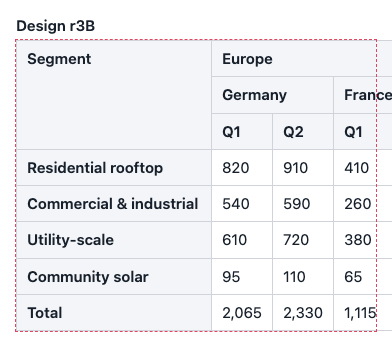 Design r3B
Segment Europe
Germany France
Q1 Q2 Q1
Residential rooftop 820 910 410
Commercial & industrial 540 590 260
Utility-scale 610 720 380
Community solar 95 110 65
Total 2,065 2,330 1,115